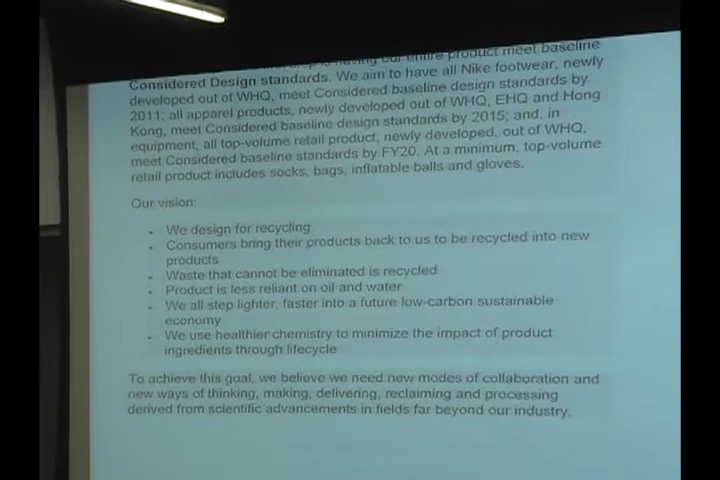 is having our entire product meet baseline
Considered Design standards. We aim to have all Nike footwear, newly
developed out of WHQ, meet Considered baseline design standards by
2011; all apparel products, newly developed out of WHQ, EHQ and Hong
Kong, meet Considered baseline design standards by 2015; and, in
equipment, all top-volume retail product, newly developed, out of WHQ,
meet Considered baseline standards by FY20. At a minimum, top-volume
retail product includes socks, bags, inflatable balls and gloves.
Our vision:
• We design for recycling
• Consumers bring their products back to us to be recycled into new
products
• Waste that cannot be eliminated is recycled
• Product is less reliant on oil and water
• We all step lighter, faster into a future low-carbon sustainable
economy
• We use healthier chemistry to minimize the impact of product
ingredients through lifecycle
To achieve this goal, we believe we need new modes of collaboration and
new ways of thinking, making, delivering, reclaiming and processing
derived from scientific advancements in fields far beyond our industry.